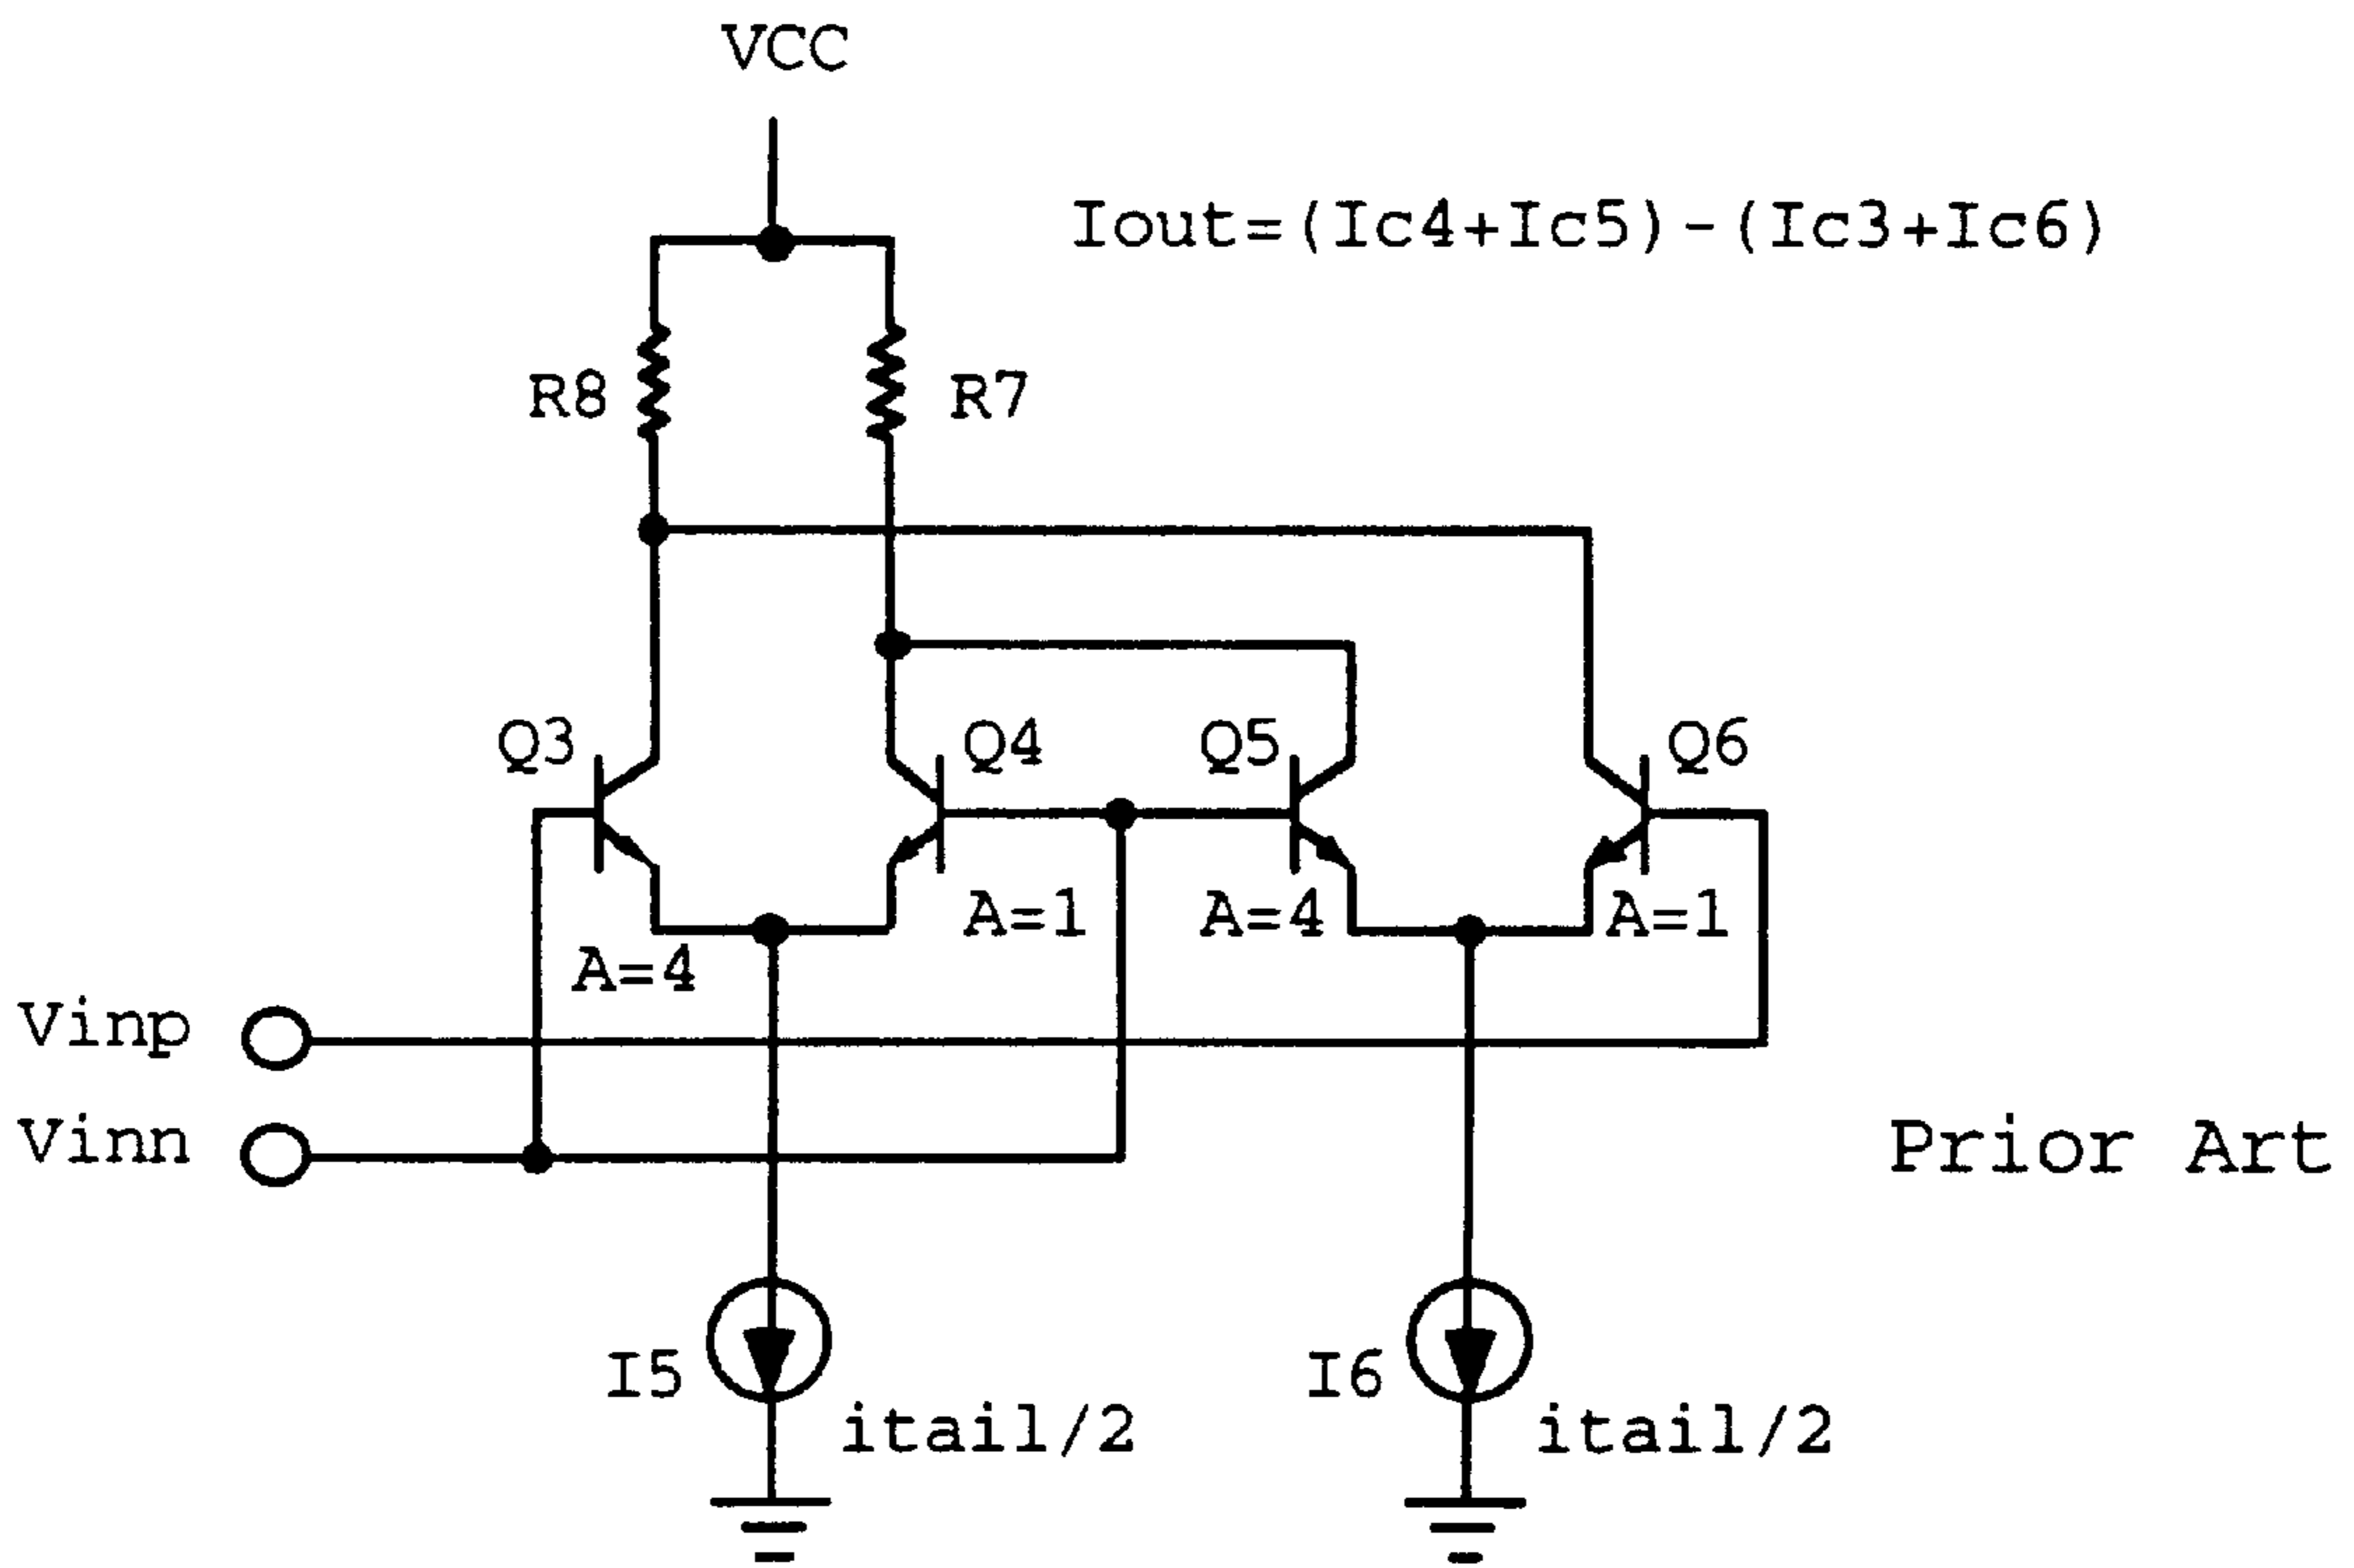 VCC
Iout=(Ic4+Ic5)-(Ic3+Ic6)
R8
R7
Q3
Q4
Q5
Q6
A=4
A=1
A=4
A=1
Vinp
Vinn
Prior Art
I5
itail/2
I6
itail/2